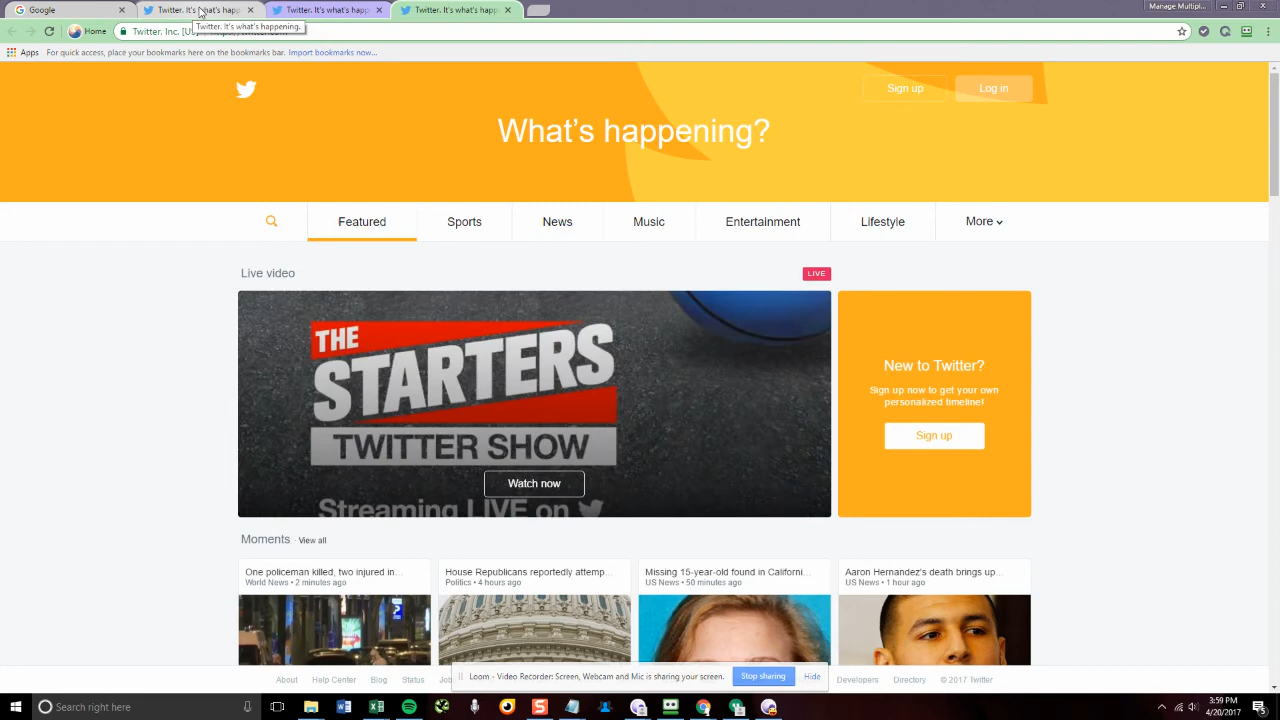 Google
Twitter. It's what's happ
Twitter. It's what's happ
Twitter. It's what's happ
Manage Multipl...
Twitter. It's what's happening.
Home
Twitter, Inc. [US]
Apps
For quick access, place your bookmarks here on the bookmarks bar.
Import bookmarks now...
Sign up
Log in
What's happening?
Featured
Sports
News
Music
Entertainment
Lifestyle
More
Live video
LIVE
THE
STARTERS
TWITTER SHOW
Streaming LIVE on
Watch now
New to Twitter?
Sign up now to get your own
personalized timeline!
Sign up
Moments · View all
One policeman killed, two injured in...
World News • 2 minutes ago
House Republicans reportedly attemp...
Politics • 4 hours ago
Missing 15-year-old found in Californi...
US News • 50 minutes ago
Aaron Hernandez's death brings up...
US News • 1 hour ago
About
Help Center
Blog
Status
Loom - Video Recorder: Screen, Webcam and Mic is sharing your screen.
Stop sharing
Hide
Developers
Directory
© 2017 Twitter
Search right here
3:59 PM
4/20/2017